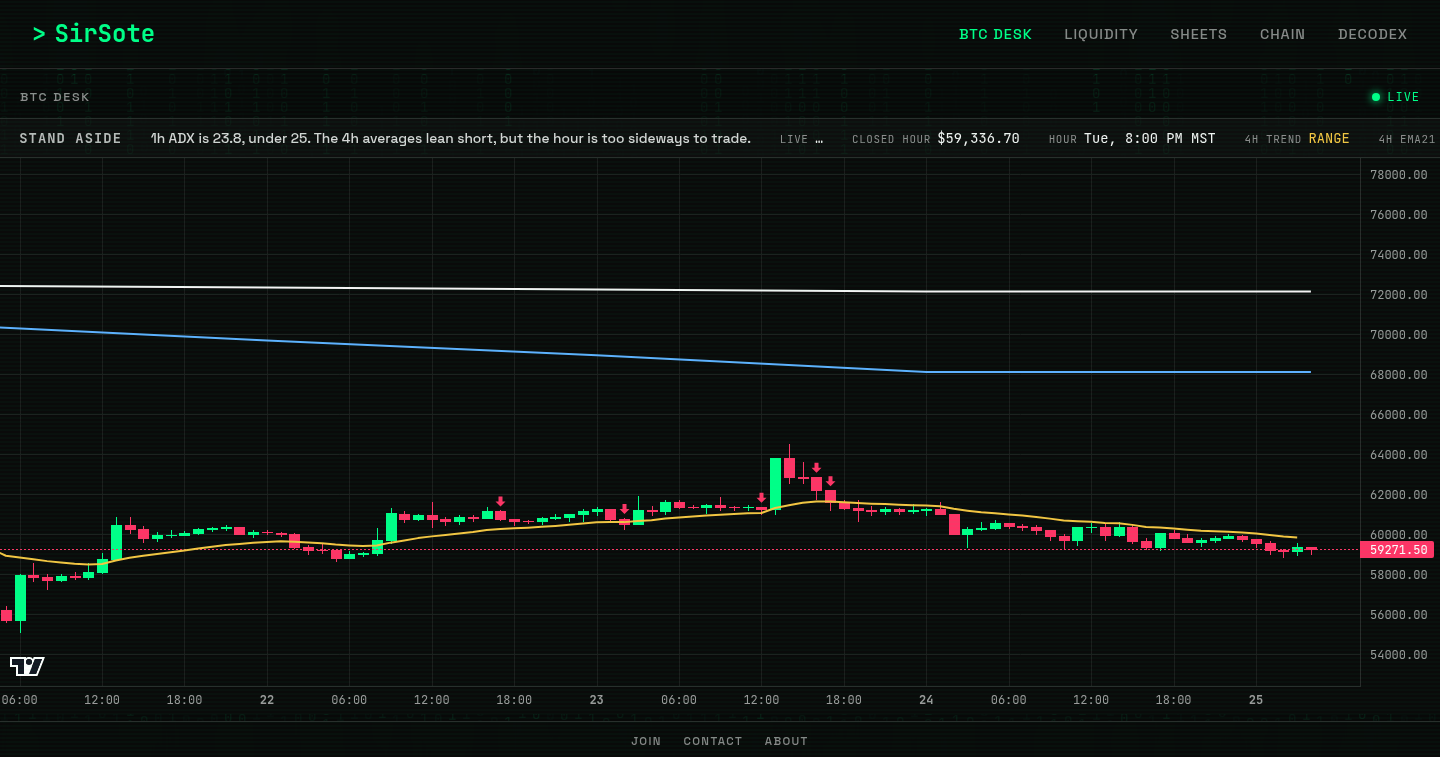 > SirSote
BTC DESK LIQUIDITY SHEETS CHAIN DECODEX
BTC DESK
LIVE
STAND ASIDE 1h ADX is 23.8, under 25. The 4h averages lean short, but the hour is too sideways to trade. LIVE … CLOSED HOUR $59,336.70 HOUR Tue, 8:00 PM MST 4H TREND RANGE 4H EMA21
78000.00
76000.00
74000.00
72000.00
70000.00
68000.00
66000.00
64000.00
62000.00
60000.00
59271.50
58000.00
56000.00
54000.00
06:00 12:00 18:00 22 06:00 12:00 18:00 23 06:00 12:00 18:00 24 06:00 12:00 18:00 25
JOIN CONTACT ABOUT